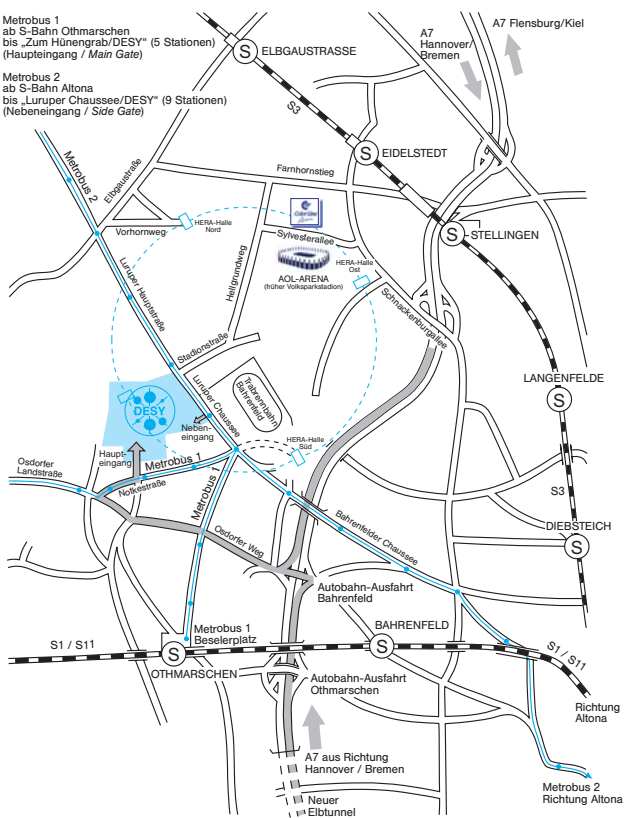 Metrobus 1
ab S-Bahn Othmarschen
bis „Zum Hünengrab/DESY“ (5 Stationen)
(Haupteingang / Main Gate)
Metrobus 2
ab S-Bahn Altona
bis „Luruper Chaussee/DESY“ (9 Stationen)
(Nebeneingang / Side Gate)
A7
Hannover/
Bremen
A7 Flensburg/Kiel
S
ELBGAUSTRASSE
S3
S
EIDELSTEDT
Metrobus 2
Elbgaustraße
Farnhornstieg
HERA-Halle
Nord
Vorhornweg
Color Line
Arena
Sylvesterallee
S
STELLINGEN
AOL-ARENA
(früher Volksparkstadion)
HERA-Halle
Ost
Luruper Hauptstraße
Hellgrundweg
Schnackenburgallee
Stadionstraße
LANGENFELDE
S
Luruper Chaussee
Trabrennbahn
Bahrenfeld
DESY
Neben-
eingang
Haupt-
eingang
HERA-Halle
Süd
Osdorfer
Landstraße
Metrobus 1
Notkestraße
Metrobus 1
S3
DIEBSTEICH
S
Bahrenfelder Chaussee
Osdorfer Weg
Autobahn-Ausfahrt
Bahrenfeld
Metrobus 1
Beselerplatz
BAHRENFELD
S
S1 / S11
S
OTHMARSCHEN
S1 / S11
Autobahn-Ausfahrt
Othmarschen
Richtung
Altona
A7 aus Richtung
Hannover / Bremen
Metrobus 2
Richtung Altona
Neuer
Elbtunnel